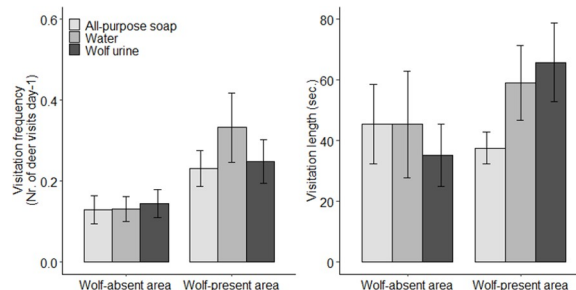 Visitation frequency
(Nr. of deer visits day-1)
0.6
0.4
0.2
0.0
All-purpose soap
Water
Wolf urine
Wolf-absent area
Wolf-present area
Visitation length (sec.)
80
60
40
20
0
Wolf-absent area
Wolf-present area